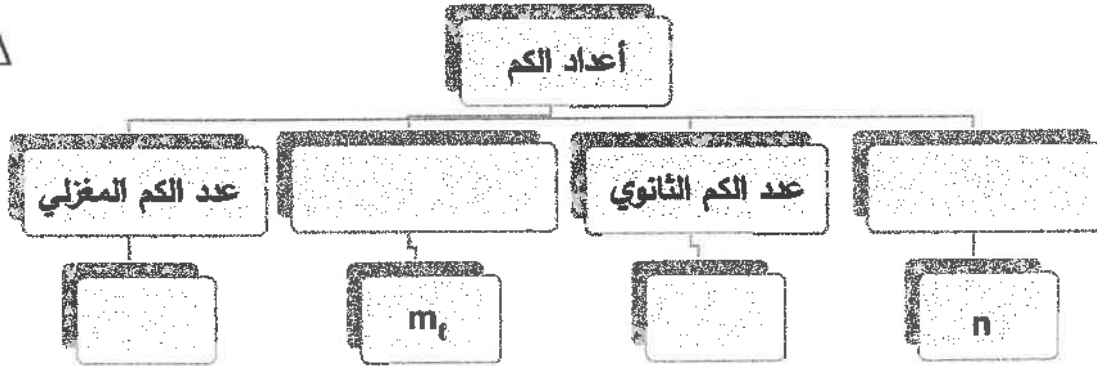 أعداد الكم
عدد الكم الثانوي
عدد الكم المغزلي
n
mℓ